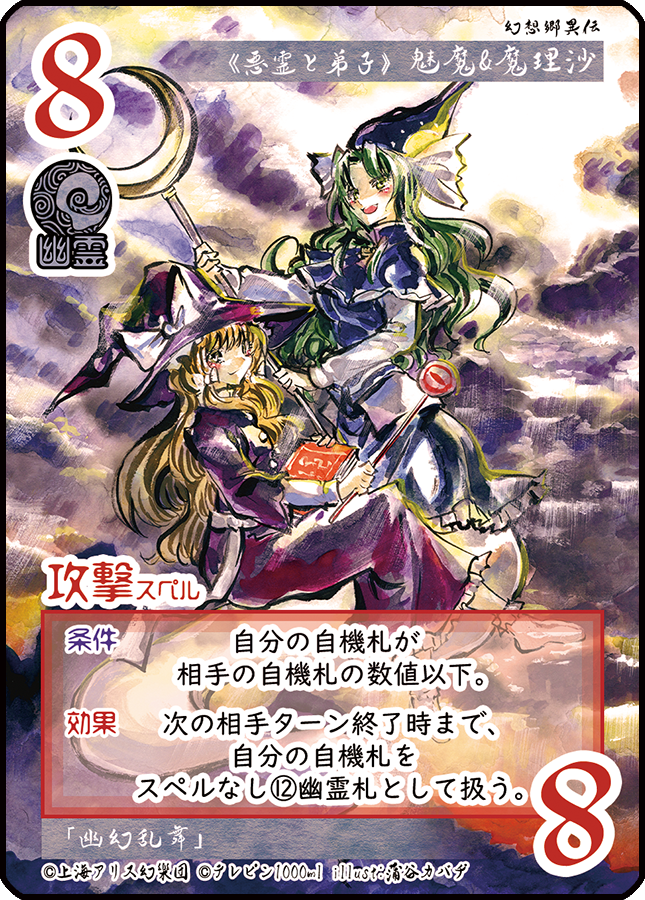 幻想郷異伝
8
《悪霊と弟子》 魅魔&魔理沙
幽霊
攻撃スペル
条件
自分の自機札が
相手の自機札の数値以下。
効果
次の相手ターン終了時まで、
自分の自機札を
スペルなし⑫幽霊札として扱う。
8
「幽幻乱舞」
©上海アリス幻樂団 ©テレピン1000ml illust:蒲谷カバヂ